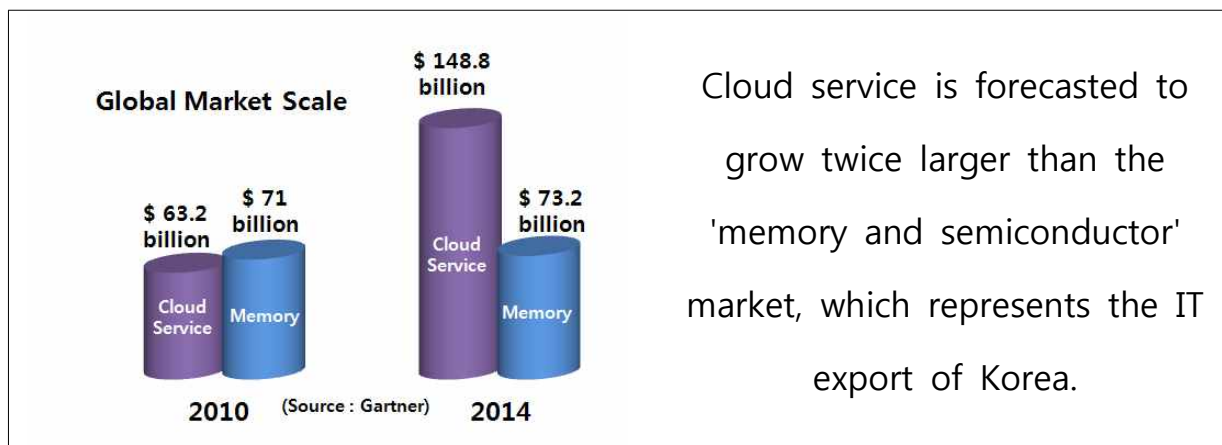 Global Market Scale
$ 63.2
billion
$ 71
billion
Cloud
Service
Memory
2010
(Source : Gartner)
$ 148.8
billion
$ 73.2
billion
Cloud
Service
Memory
2014
Cloud service is forecasted to
grow twice larger than the
'memory and semiconductor'
market, which represents the IT
export of Korea.